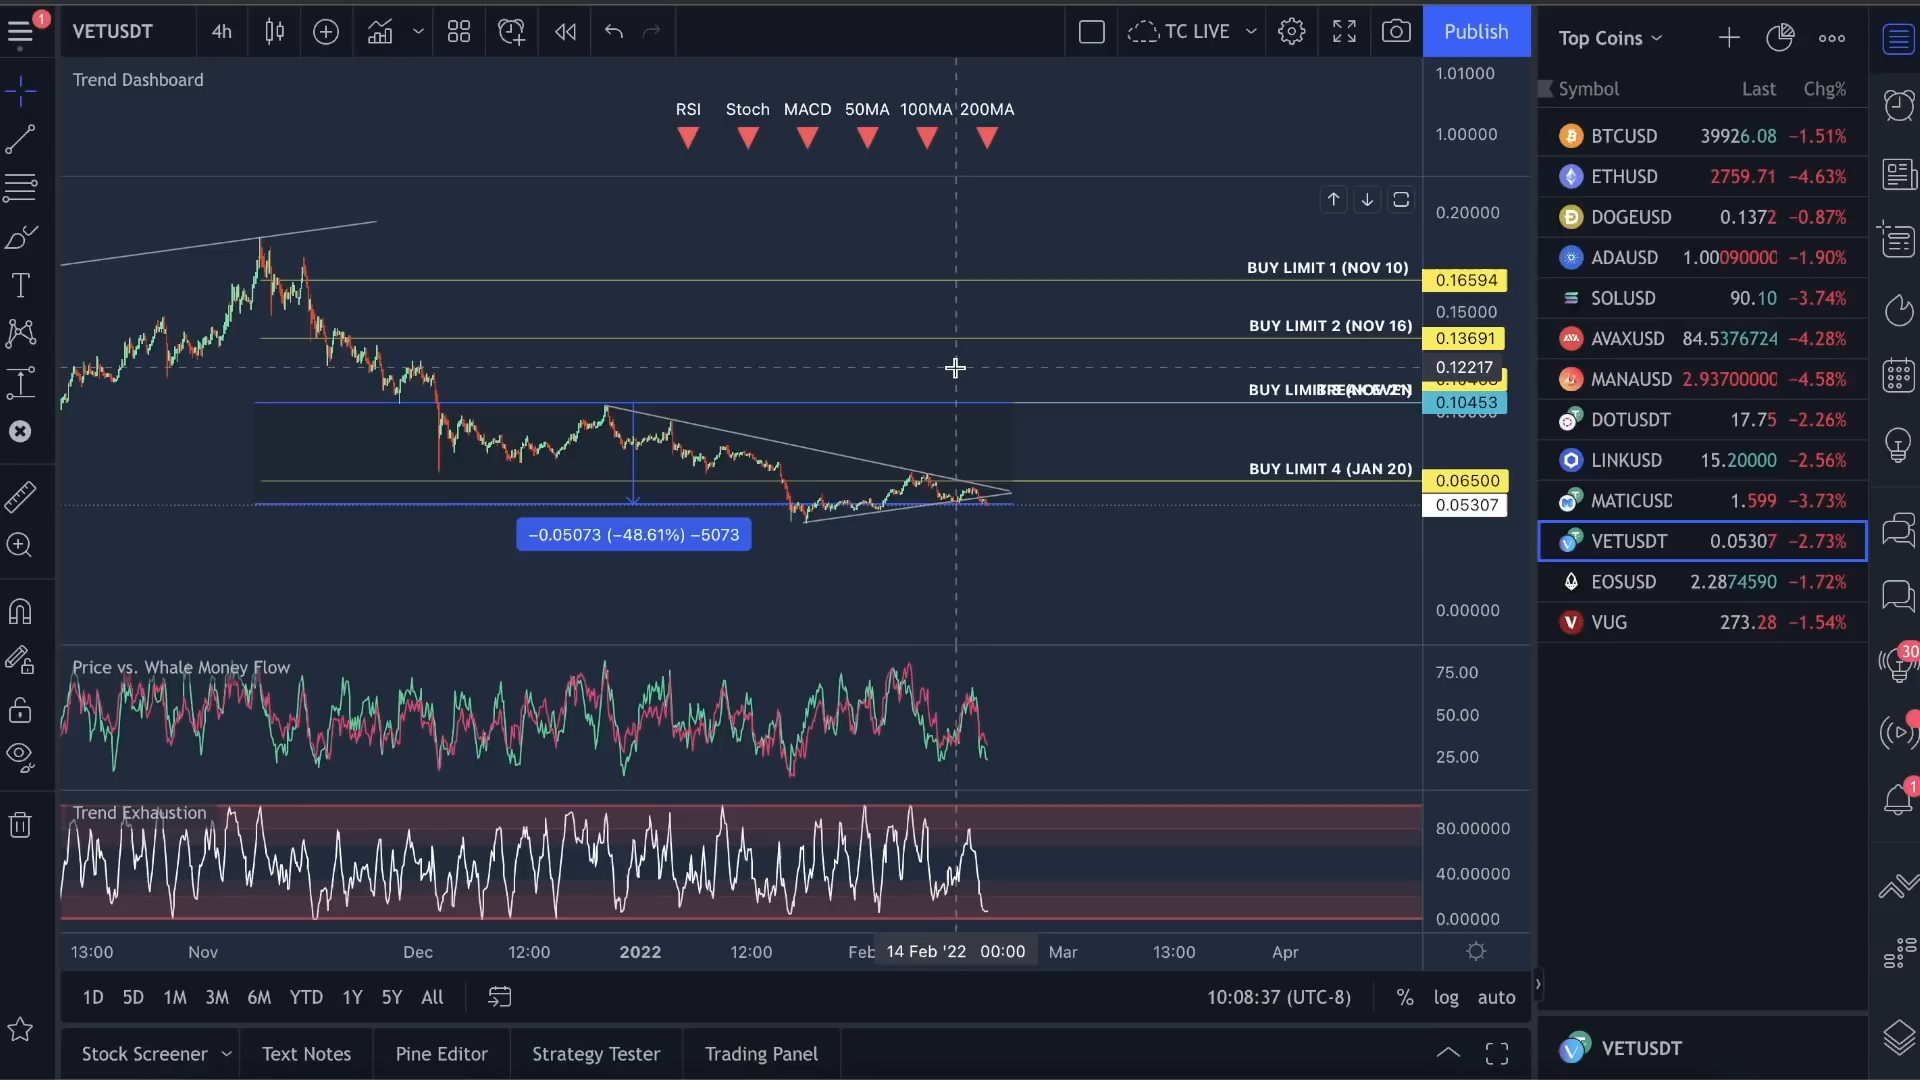 1
VETUSDT
4h
TC LIVE
Publish
Top Coins
Trend Dashboard
1.01000
Symbol Last Chg%
RSI Stoch MACD 50MA 100MA 200MA
1.00000
BTCUSD 39926.08 −1.51%
ETHUSD 2759.71 −4.63%
0.20000
DOGEUSD 0.1372 −0.87%
ADAUSD 1.00090000 −1.90%
BUY LIMIT 1 (NOV 10)
0.16594
SOLUSD 90.10 −3.74%
0.15000
BUY LIMIT 2 (NOV 16)
0.13691
AVAXUSD 84.5376724 −4.28%
0.12217
MANAUSD 2.93700000 −4.58%
BUY LIMIT
0.10453
DOTUSDT 17.75 −2.26%
BUY LIMIT 4 (JAN 20)
0.06500
LINKUSD 15.20000 −2.56%
0.05307
MATICUSD 1.599 −3.73%
−0.05073 (−48.61%) −5073
VETUSDT 0.05307 −2.73%
EOSUSD 2.2874590 −1.72%
0.00000
VUG 273.28 −1.54%
Price vs. Whale Money Flow
75.00
50.00
25.00
30
1
Trend Exhaustion
80.00000
40.00000
0.00000
13:00 Nov Dec 12:00 2022 12:00 Feb 14 Feb '22 00:00 Mar 13:00 Apr
1D 5D 1M 3M 6M YTD 1Y 5Y All
10:08:37 (UTC-8) % log auto
Stock Screener Text Notes Pine Editor Strategy Tester Trading Panel
VETUSDT